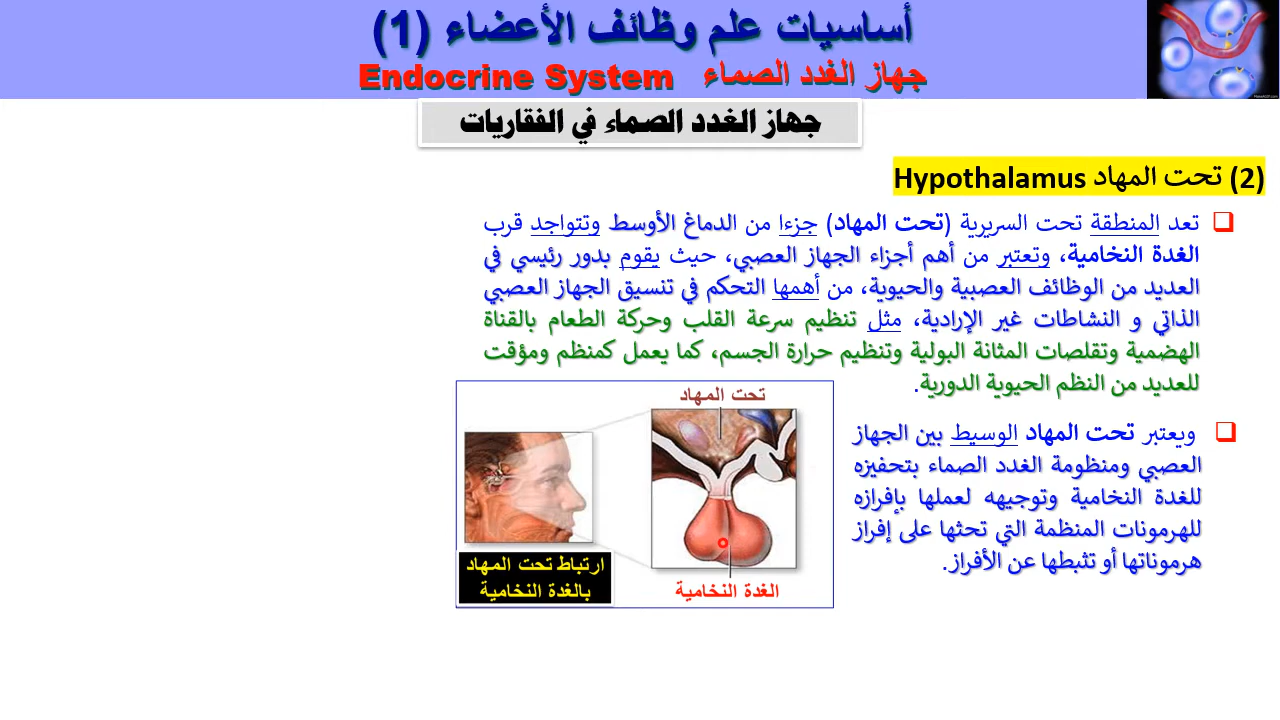 أساسيات علم وظائف الأعضاء (1)
جهاز الغدد الصماء Endocrine System
جهاز الغدد الصماء في الفقاريات
(2) تحت المهاد Hypothalamus
تعد المنطقة تحت السريرية (تحت المهاد) جزءا من الدماغ الأوسط وتتواجد قرب
الغدة النخامية، وتعتبر من أهم أجزاء الجهاز العصبي، حيث يقوم بدور رئيسي في
العديد من الوظائف العصبية والحيوية، من أهمها التحكم في تنسيق الجهاز العصبي
الذاتي و النشاطات غير الإرادية، مثل تنظيم سرعة القلب وحركة الطعام بالقناة
الهضمية وتقلصات المثانة البولية وتنظيم حرارة الجسم، كما يعمل كمنظم ومؤقت
للعديد من النظم الحيوية الدورية.
ويعتبر تحت المهاد الوسيط بين الجهاز
العصبي ومنظومة الغدد الصماء بتحفيزه
للغدة النخامية وتوجيهه لعملها بإفرازه
للهرمونات المنظمة التي تحثها على إفراز
هرموناتها أو تثبطها عن الأفراز.
تحت المهاد
الغدة النخامية
ارتباط تحت المهاد
بالغدة النخامية